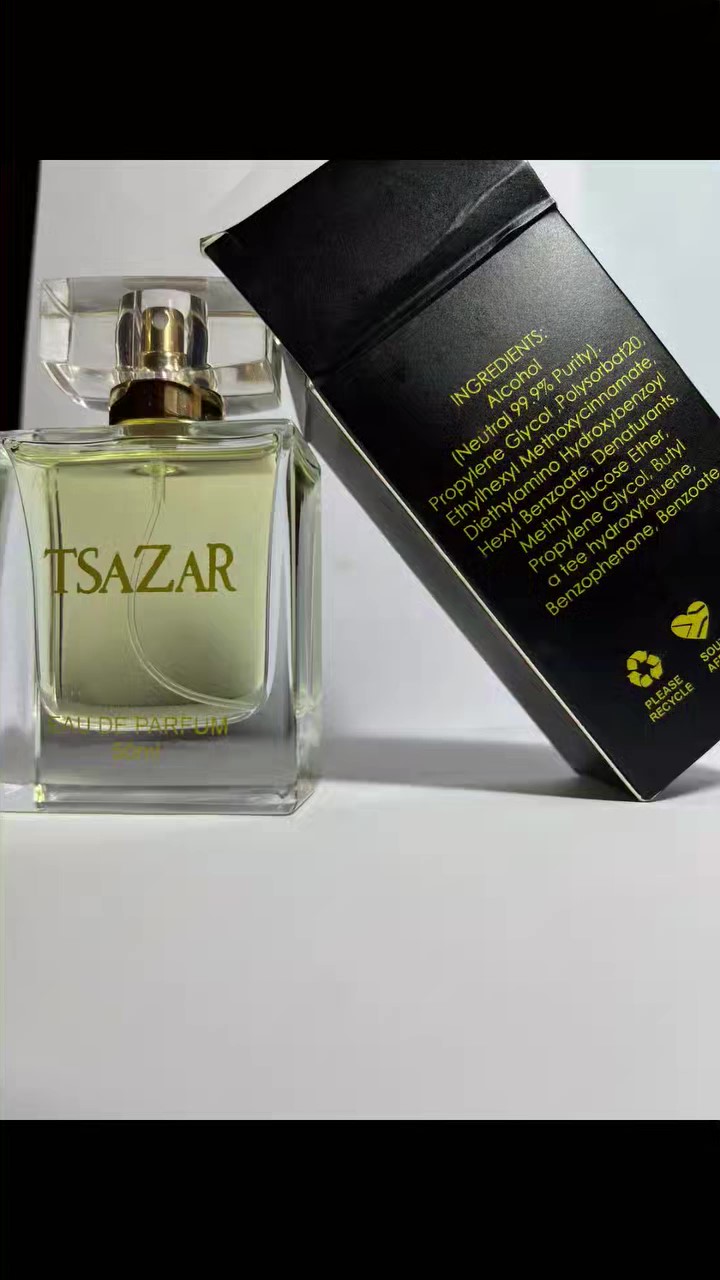 TSAZAR
EAU DE PARFUM
50ml
INGREDIENTS:
Alcohol
(Neutral 99.9% Purity),
Propylene Glycol, Polysorbat20,
Ethylhexyl Methoxycinnamate,
Diethylamino Hydroxybenzoyl
Hexyl Benzoate, Denaturants,
Methyl Glucose Ether,
Propylene Glycol, Butyl
a tee hydroxytoluene,
Benzophenone, Benzoate
PLEASE
RECYCLE